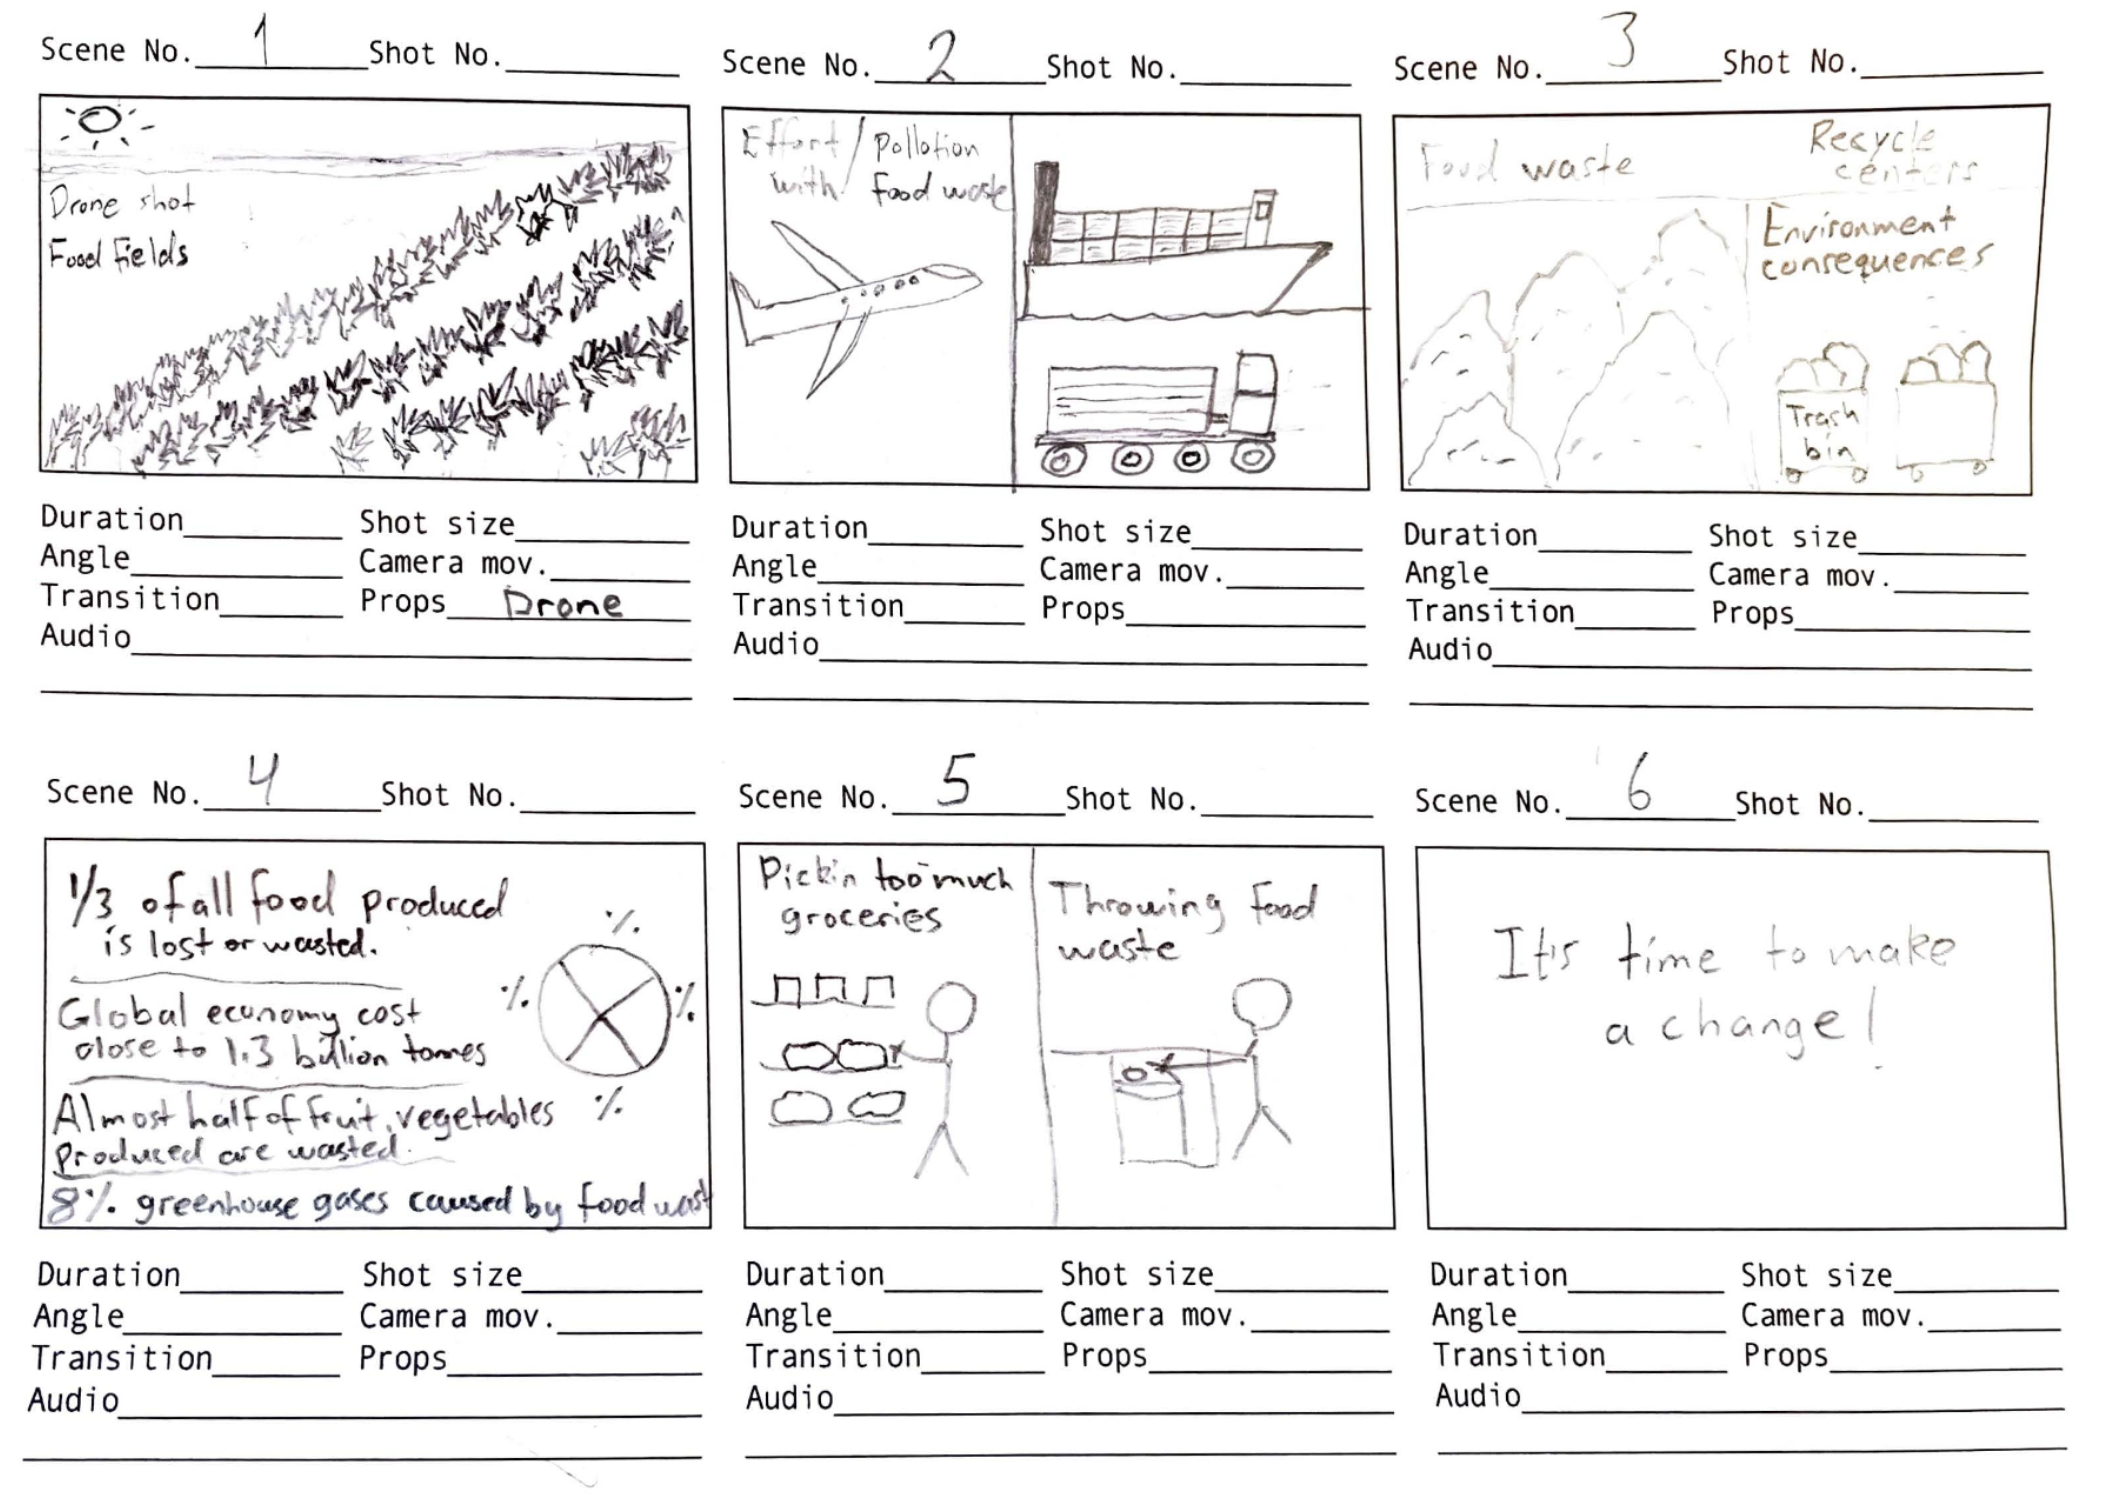 Scene No. 1 Shot No.
Drone shot
Food Fields
Duration Shot size
Angle Camera mov.
Transition Props Drone
Audio
Scene No. 2 Shot No.
Effort / Pollotion
with / food waste
Duration Shot size
Angle Camera mov.
Transition Props
Audio
Scene No. 3 Shot No.
Food waste
Recycle
centers
Environment
consequences
Trash
bin
Duration Shot size
Angle Camera mov.
Transition Props
Audio
Scene No. 4 Shot No.
1/3 of all food produced
is lost or wasted.
%
% %
Global economy cost
close to 1.3 billion tonnes
%
Almost half of fruit, vegetables
Produced are wasted.
8% greenhouse gases caused by food wast
Duration Shot size
Angle Camera mov.
Transition Props
Audio
Scene No. 5 Shot No.
Pickin too much
groceries
Throwing food
waste
Duration Shot size
Angle Camera mov.
Transition Props
Audio
Scene No. 6 Shot No.
It's time to make
a change!
Duration Shot size
Angle Camera mov.
Transition Props
Audio